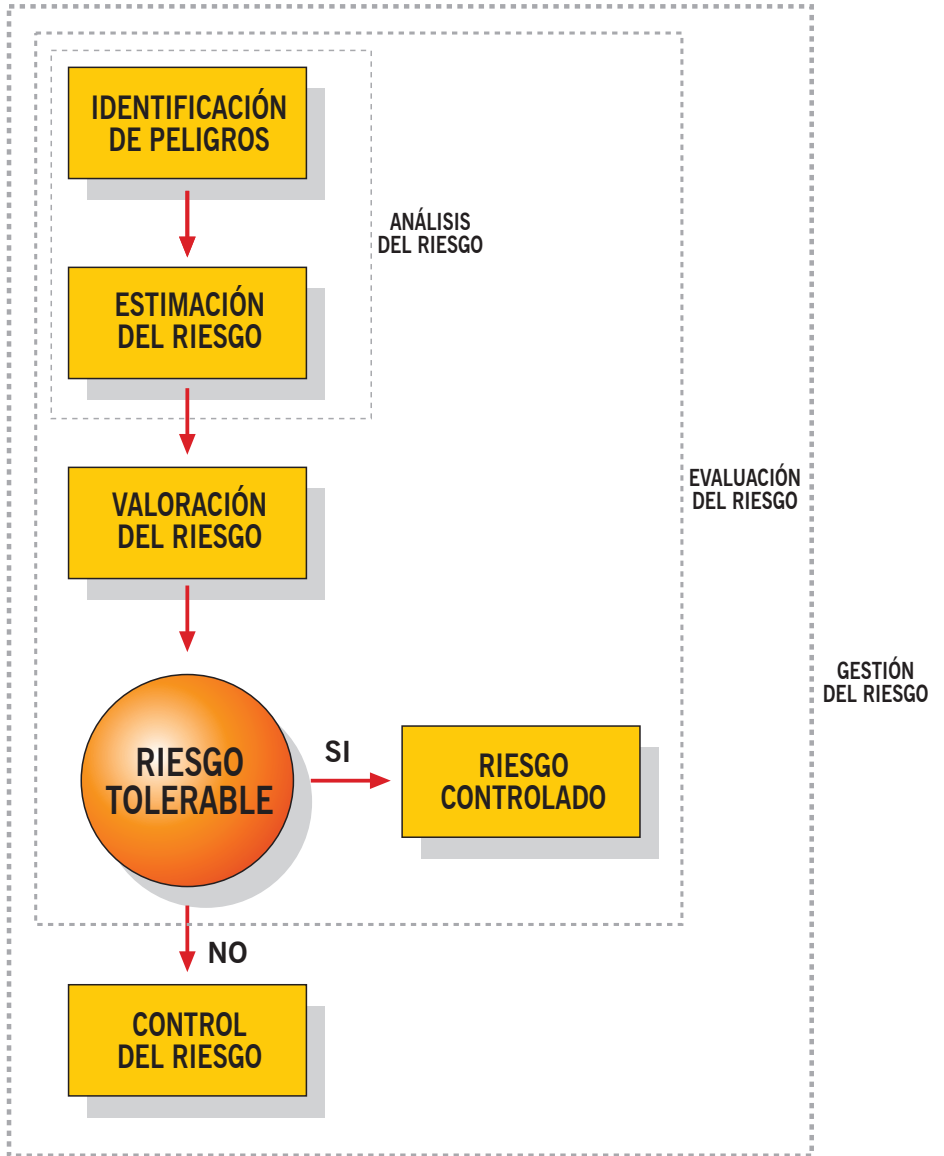 IDENTIFICACIÓN
DE PELIGROS
ANÁLISIS
DEL RIESGO
ESTIMACIÓN
DEL RIESGO
VALORACIÓN
DEL RIESGO
EVALUACIÓN
DEL RIESGO
GESTIÓN
DEL RIESGO
RIESGO
TOLERABLE
SI
RIESGO
CONTROLADO
NO
CONTROL
DEL RIESGO